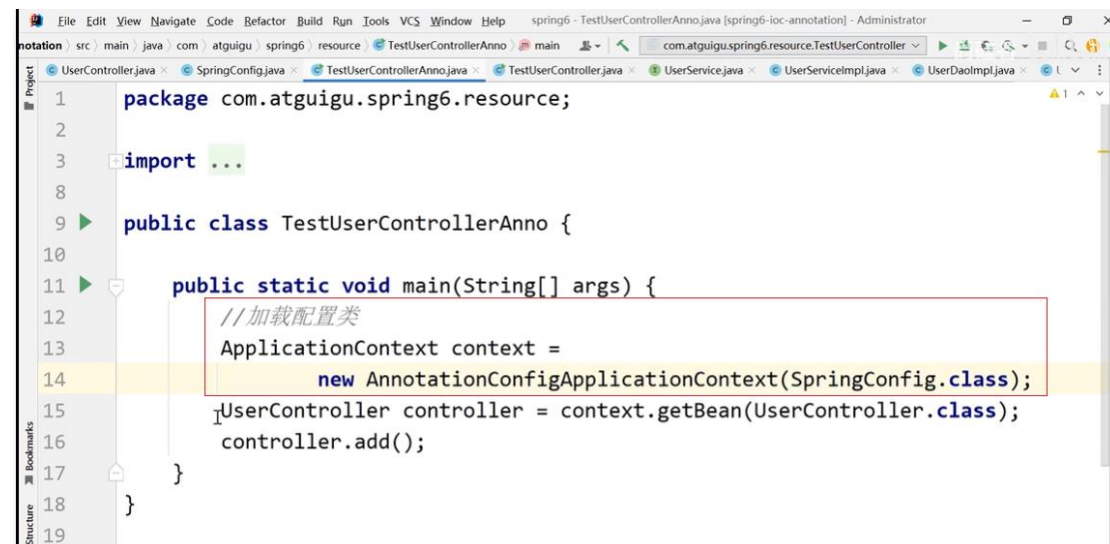 File Edit View Navigate Code Refactor Build Run Tools VCS Window Help spring6 - TestUserControllerAnno.java [spring6-ioc-annotation] - Administrator
notation src main java com atguigu spring6 resource TestUserControllerAnno main com.atguigu.spring6.resource.TestUserController
UserController.java SpringConfig.java TestUserControllerAnno.java TestUserController.java UserService.java UserServiceImpl.java UserDaoImpl.java
Project
1 package com.atguigu.spring6.resource;
1
2
3 import ...
8
9 public class TestUserControllerAnno {
10
11 public static void main(String[] args) {
12 //加载配置类
13 ApplicationContext context =
14 new AnnotationConfigApplicationContext(SpringConfig.class);
15 UserController controller = context.getBean(UserController.class);
16 controller.add();
17 }
18 }
19
Bookmarks
Structure